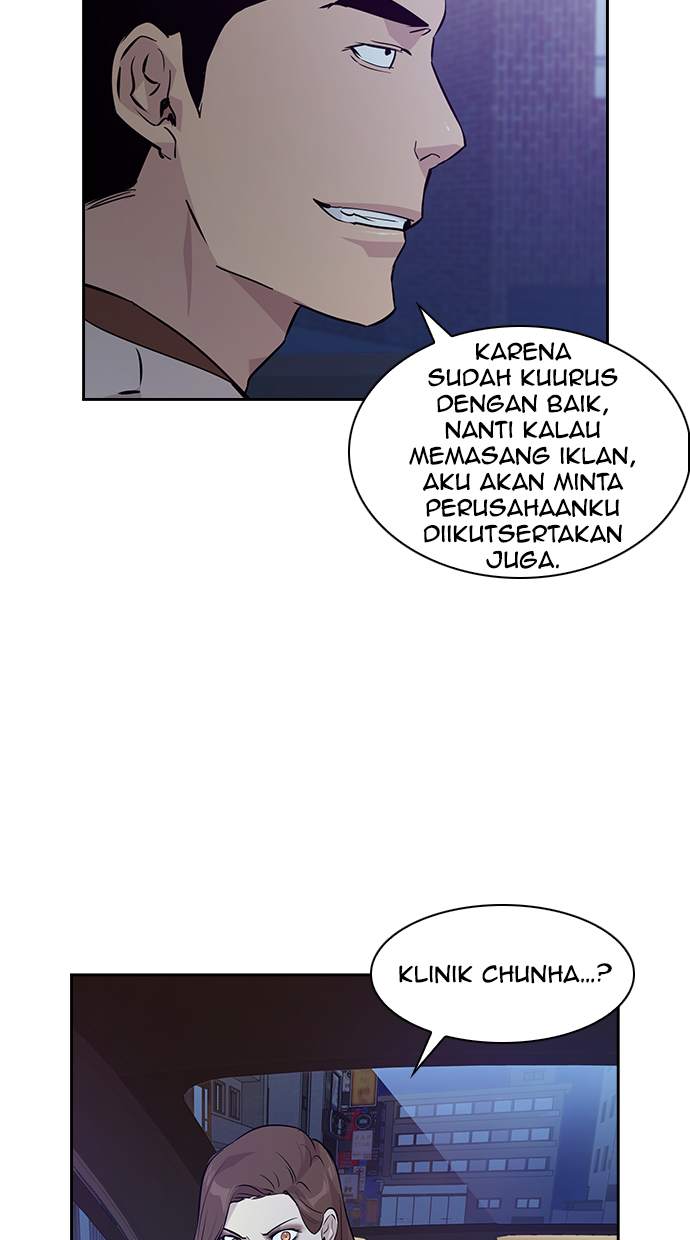 KARENA
SUDAH KUURUS
DENGAN BAIK,
NANTI KALAU
MEMASANG IKLAN,
AKU AKAN MINTA
PERUSAHAANKU
DIIKUTSERTAKAN
JUGA.
KLINIK CHUNHA...?